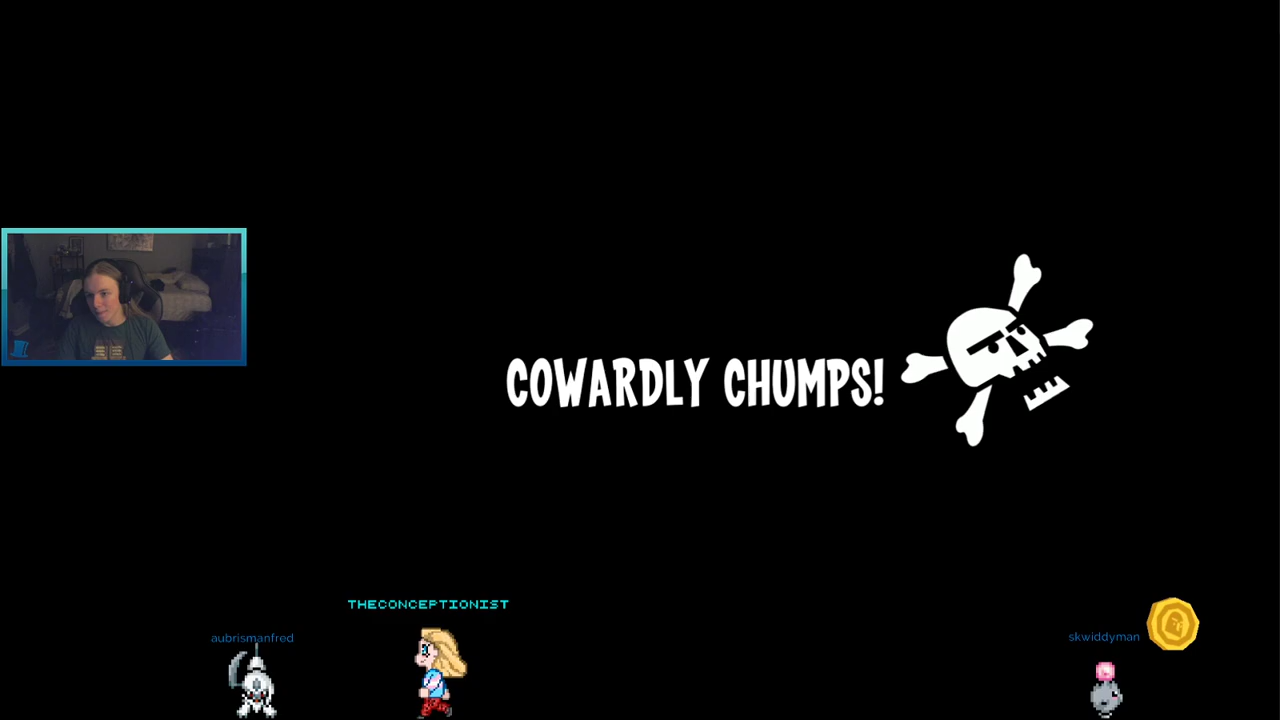 COWARDLY CHUMPS!
THECONCEPTIONIST
aubrismanfred
skwiddyman